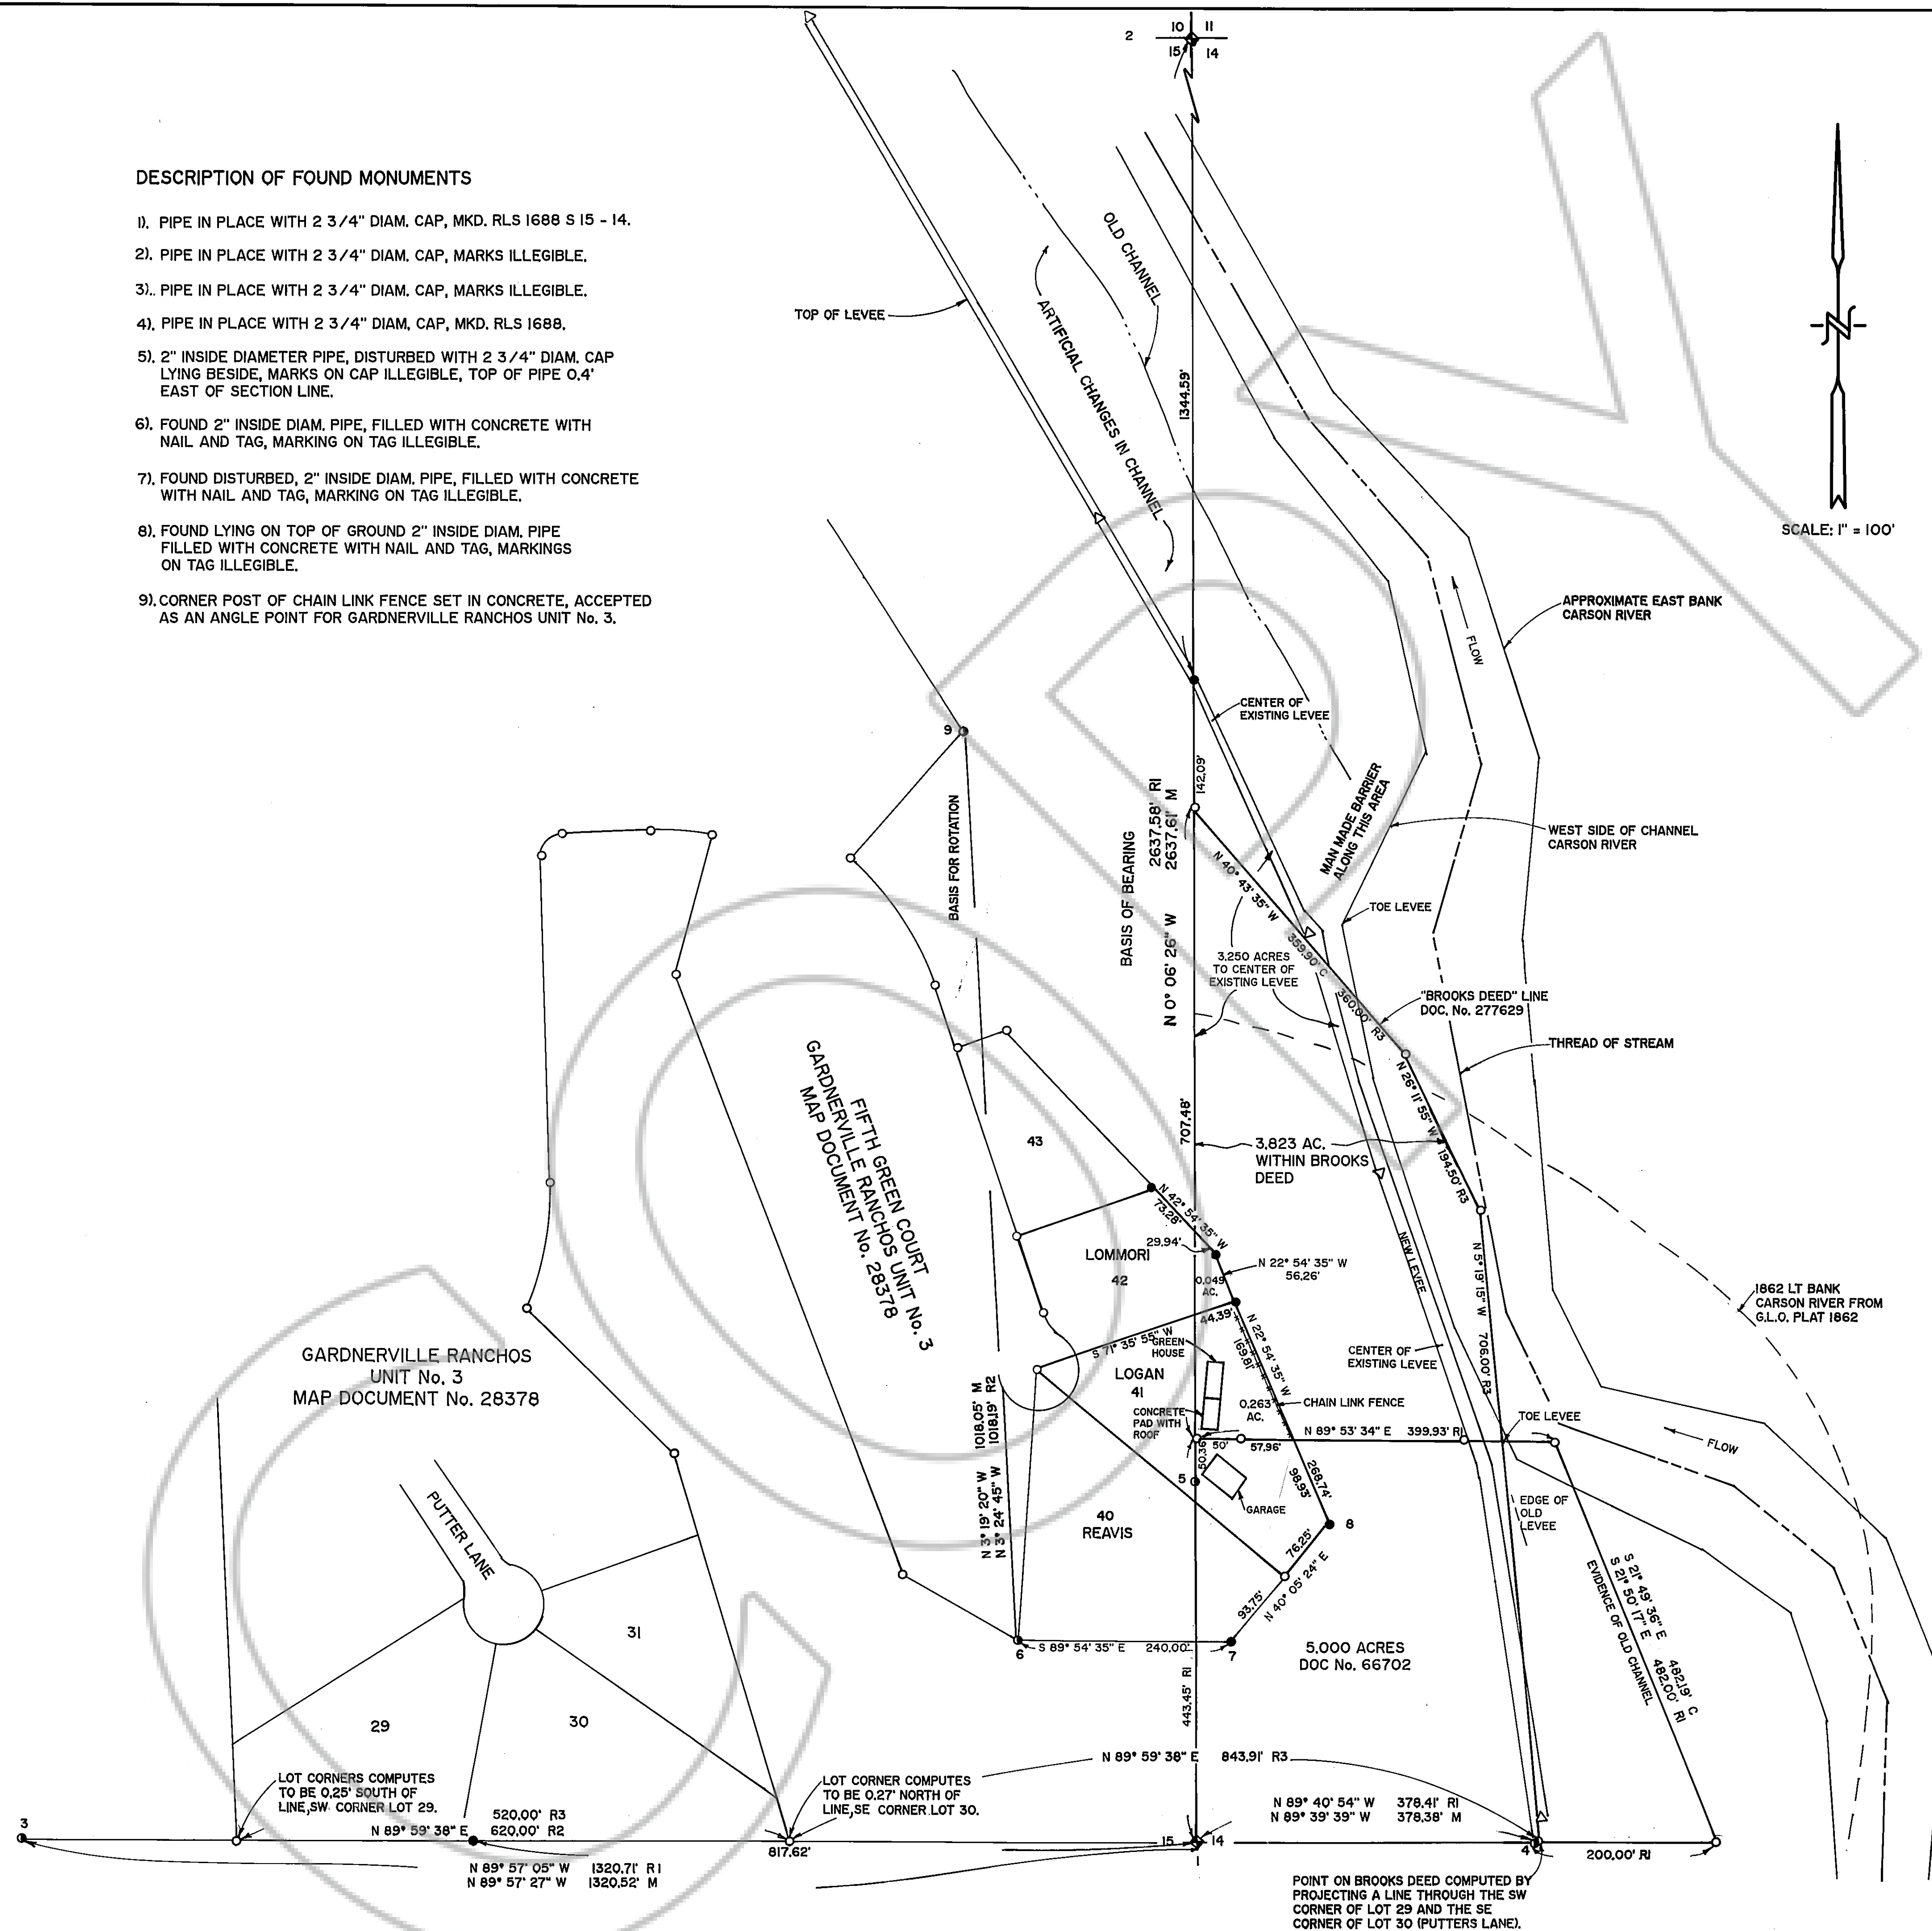 2
10 11
15 14
DESCRIPTION OF FOUND MONUMENTS
1). PIPE IN PLACE WITH 2 3/4" DIAM. CAP, MKD. RLS 1688 S 15 - 14.
2). PIPE IN PLACE WITH 2 3/4" DIAM. CAP, MARKS ILLEGIBLE.
3).. PIPE IN PLACE WITH 2 3/4" DIAM. CAP, MARKS ILLEGIBLE.
4). PIPE IN PLACE WITH 2 3/4" DIAM. CAP, MKD. RLS 1688.
5). 2" INSIDE DIAMETER PIPE, DISTURBED WITH 2 3/4" DIAM. CAP
LYING BESIDE, MARKS ON CAP ILLEGIBLE, TOP OF PIPE 0.4'
EAST OF SECTION LINE.
6). FOUND 2" INSIDE DIAM. PIPE, FILLED WITH CONCRETE WITH
NAIL AND TAG, MARKING ON TAG ILLEGIBLE.
7). FOUND DISTURBED, 2" INSIDE DIAM. PIPE, FILLED WITH CONCRETE
WITH NAIL AND TAG, MARKING ON TAG ILLEGIBLE.
8). FOUND LYING ON TOP OF GROUND 2" INSIDE DIAM. PIPE
FILLED WITH CONCRETE WITH NAIL AND TAG, MARKINGS
ON TAG ILLEGIBLE.
9). CORNER POST OF CHAIN LINK FENCE SET IN CONCRETE, ACCEPTED
AS AN ANGLE POINT FOR GARDNERVILLE RANCHOS UNIT No. 3.
COPY
N
SCALE: 1" = 100'
TOP OF LEVEE
OLD CHANNEL
ARTIFICIAL CHANGES IN CHANNEL
1344.59'
FLOW
APPROXIMATE EAST BANK
CARSON RIVER
CENTER OF
EXISTING LEVEE
9
BASIS FOR ROTATION
142.09'
BASIS OF BEARING
N 0° 06' 26" W
2637.58' R1
2637.61' M
MAN MADE BARRIER
ALONG THIS AREA
WEST SIDE OF CHANNEL
CARSON RIVER
N 40° 43' 35" W
359.90' C
360.00' R3
TOE LEVEE
3.250 ACRES
TO CENTER OF
EXISTING LEVEE
"BROOKS DEED" LINE
DOC. No. 277629
THREAD OF STREAM
N 26° 11' 55" W
194.50' R3
707.48'
3.823 AC.
WITHIN BROOKS
DEED
FIFTH GREEN COURT
GARDNERVILLE RANCHOS UNIT No. 3
MAP DOCUMENT No. 28378
43
N 42° 54' 35" W
73.28'
29.94'
LOMMORI
42
N 22° 54' 35" W
56.26'
0.049
AC.
44.39'
S 71° 35' 55" W
NEW LEVEE
N 5° 19' 15" W 706.00' R3
1862 LT BANK
CARSON RIVER FROM
G.L.O. PLAT 1862
GARDNERVILLE RANCHOS
UNIT No. 3
MAP DOCUMENT No. 28378
GREEN
HOUSE
LOGAN
41
N 22° 54' 35" W
169.81'
CENTER OF
EXISTING LEVEE
CHAIN LINK FENCE
0.263
AC.
CONCRETE
PAD WITH
ROOF
N 89° 53' 34" E 399.93' R1
TOE LEVEE
FLOW
50'
57.96'
50.36'
5
98.93'
268.74'
GARAGE
EDGE OF
OLD
LEVEE
40
REAVIS
8
76.25'
N 40° 05' 24" E
93.75'
N 3° 19' 20" W 1018.05' M
N 3° 24' 45" W 1018.19' R2
PUTTER LANE
S 21° 49' 36" E 482.19' C
S 21° 50' 17" E 482.00' R1
EVIDENCE OF OLD CHANNEL
31
6
S 89° 54' 35" E 240.00'
7
5.000 ACRES
DOC No. 66702
443.45' R1
29
30
N 89° 59' 38" E 843.91' R3
LOT CORNERS COMPUTES
TO BE 0.25' SOUTH OF
LINE, SW CORNER LOT 29.
LOT CORNER COMPUTES
TO BE 0.27' NORTH OF
LINE, SE CORNER LOT 30.
N 89° 40' 54" W 378.41' R1
N 89° 39' 39" W 378.38' M
3
520.00' R3
N 89° 59' 38" E 620.00' R2
15 14
4
817.62'
200.00' R1
N 89° 57' 05" W 1320.71' R1
N 89° 57' 27" W 1320.52' M
POINT ON BROOKS DEED COMPUTED BY
PROJECTING A LINE THROUGH THE SW
CORNER OF LOT 29 AND THE SE
CORNER OF LOT 30 (PUTTERS LANE).